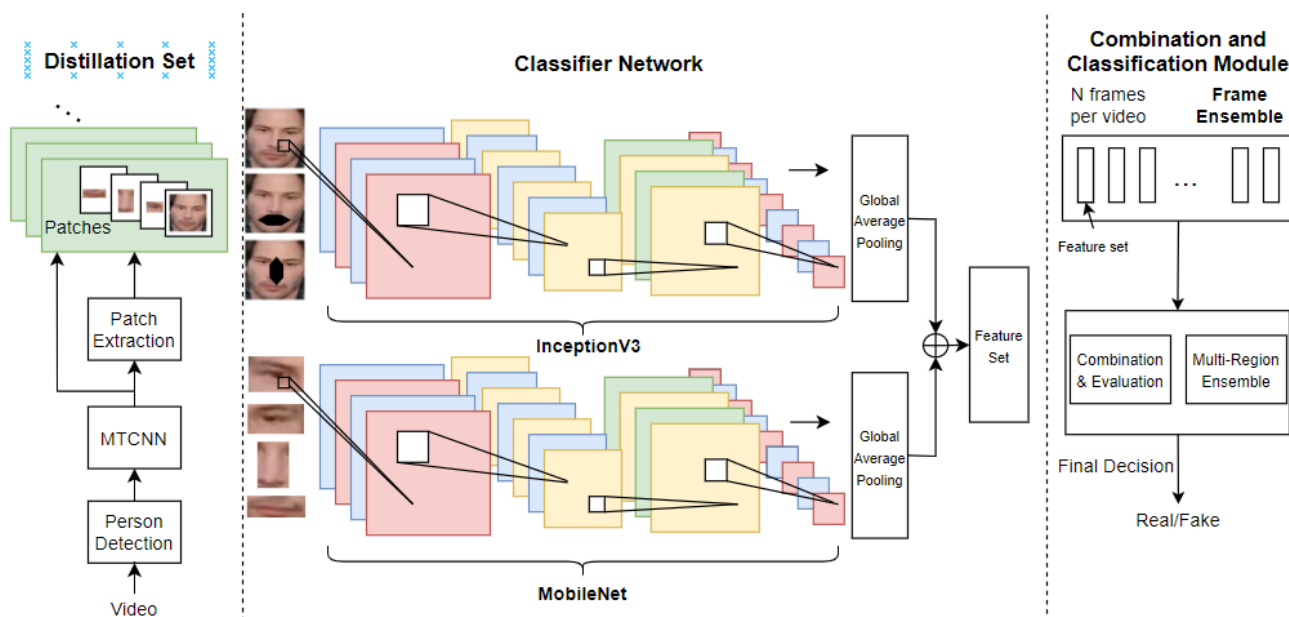 Distillation Set
Patches
Patch
Extraction
MTCNN
Person
Detection
Video
Classifier Network
InceptionV3
MobileNet
Global
Average
Pooling
Global
Average
Pooling
Feature
Set
Combination and
Classification Module
N frames
per video
Frame
Ensemble
...
Feature set
Combination
& Evaluation
Multi-Region
Ensemble
Final Decision
Real/Fake